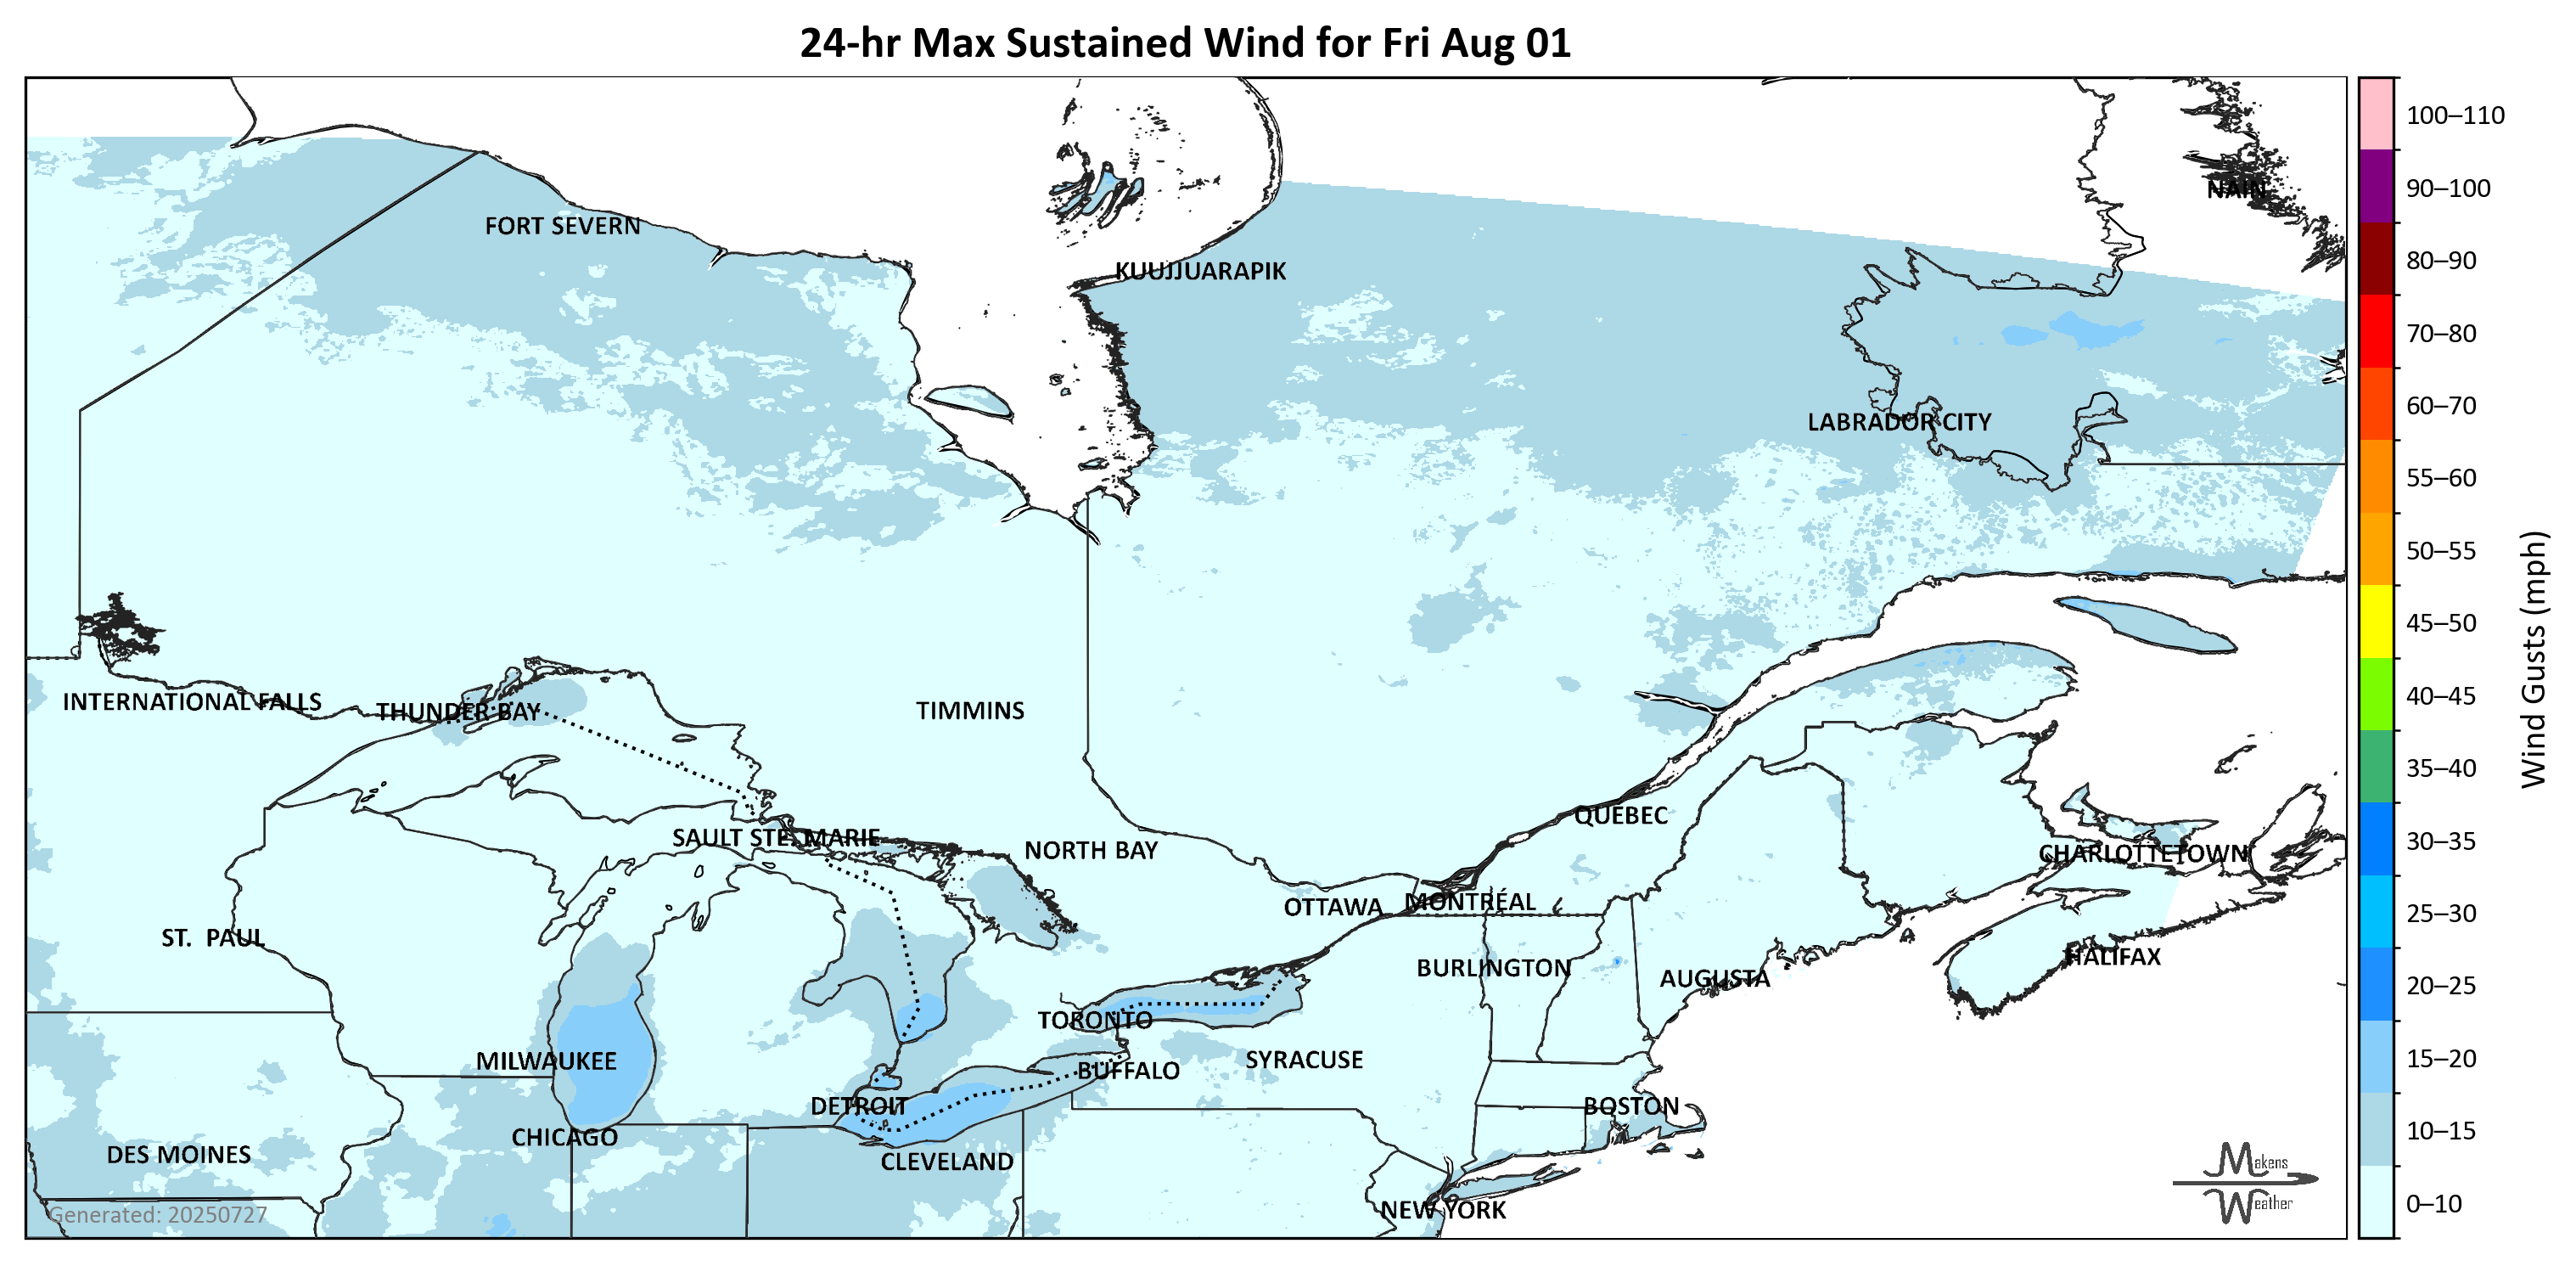 24-hr Max Sustained Wind for Fri Aug 01
100–110
90–100
NAIN
FORT SEVERN
80–90
KUUJJUARAPIK
70–80
60–70
LABRADOR CITY
55–60
50–55
45–50
40–45
Wind Gusts (mph)
INTERNATIONAL FALLS
THUNDER BAY
TIMMINS
35–40
QUÉBEC
30–35
SAULT STE. MARIE
NORTH BAY
CHARLOTTETOWN
OTTAWA
MONTRÉAL
25–30
ST. PAUL
HALIFAX
BURLINGTON
AUGUSTA
20–25
TORONTO
MILWAUKEE
SYRACUSE
15–20
BUFFALO
DETROIT
BOSTON
CHICAGO
10–15
DES MOINES
CLEVELAND
Makens
Weather
NEW YORK
0–10
Generated: 20250727